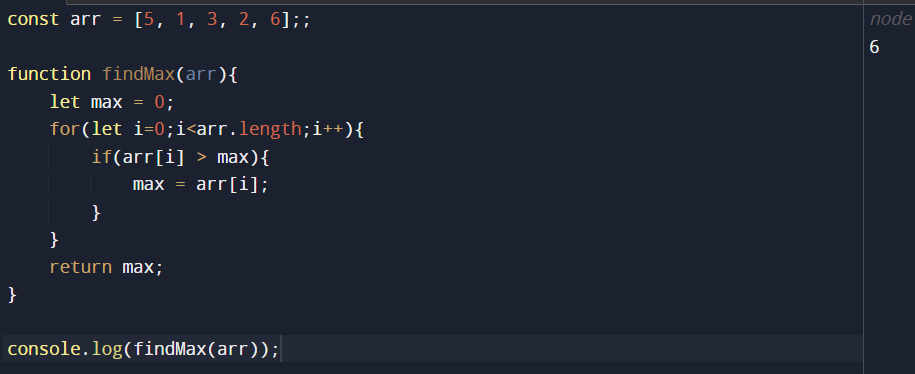 const arr = [5, 1, 3, 2, 6];;
function findMax(arr){
    let max = 0;
    for(let i=0;i<arr.length;i++){
        if(arr[i] > max){
            max = arr[i];
        }
    }
    return max;
}
console.log(findMax(arr));
node
6